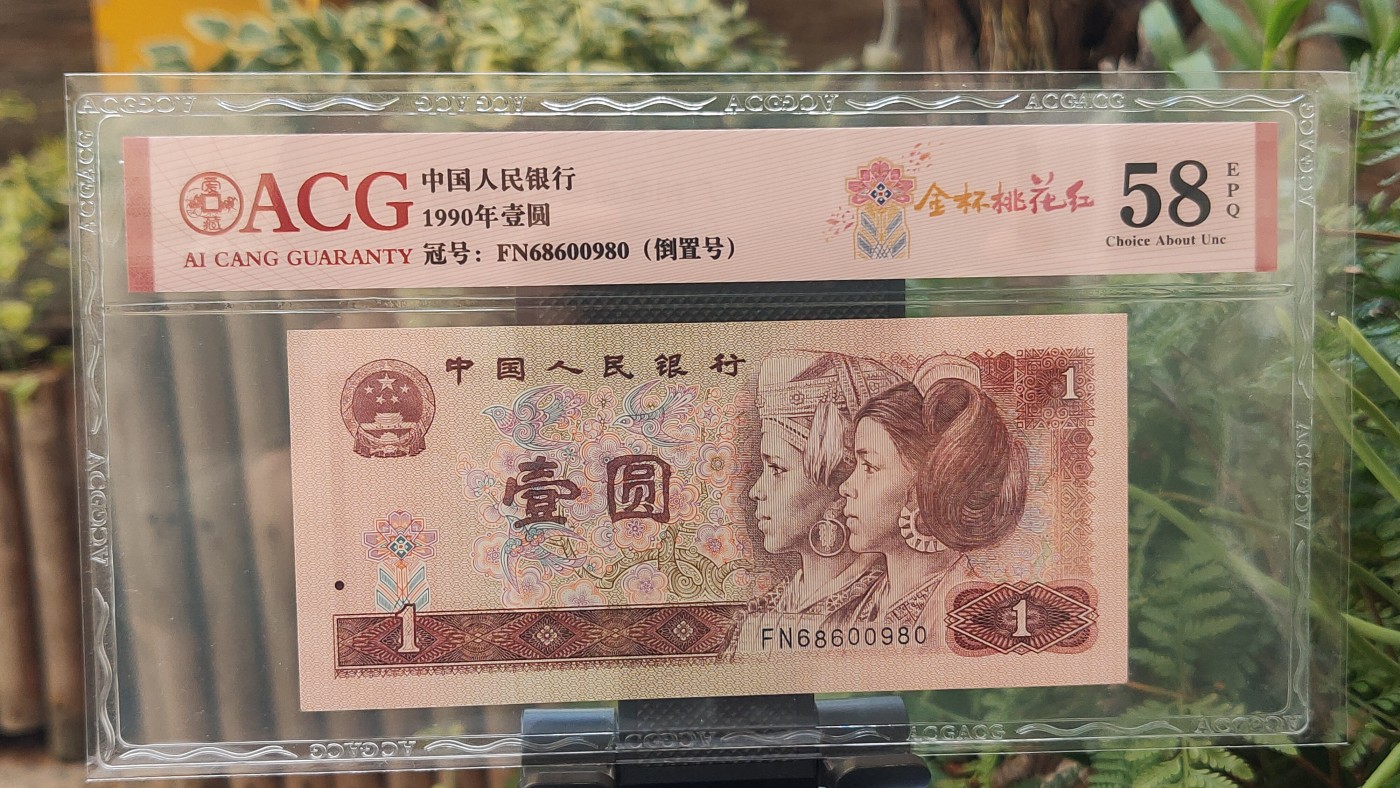 ACG
AI CANG GUARANTY
中国人民银行
1990年壹圆
冠号：FN68600980（倒置号）
金杯桃花红
58
EPQ
Choice About Unc
中国人民银行
1
壹圆
1
FN68600980
1